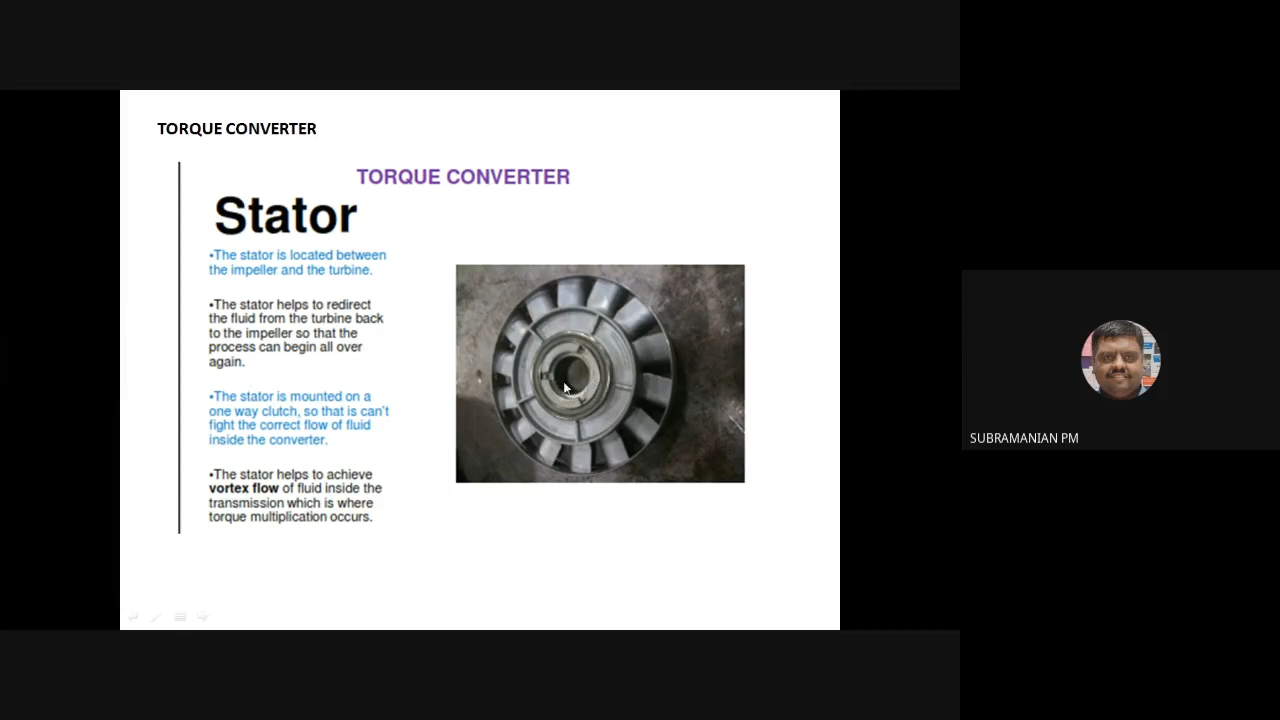 TORQUE CONVERTER
TORQUE CONVERTER
Stator
•The stator is located between
the impeller and the turbine.
•The stator helps to redirect
the fluid from the turbine back
to the impeller so that the
process can begin all over
again.
•The stator is mounted on a
one way clutch, so that is can't
fight the correct flow of fluid
inside the converter.
•The stator helps to achieve
vortex flow of fluid inside the
transmission which is where
torque multiplication occurs.
SUBRAMANIAN PM